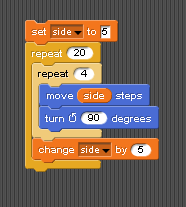 set side to 5
repeat 20
repeat 4
move side steps
turn ↺ 90 degrees
change side by 5